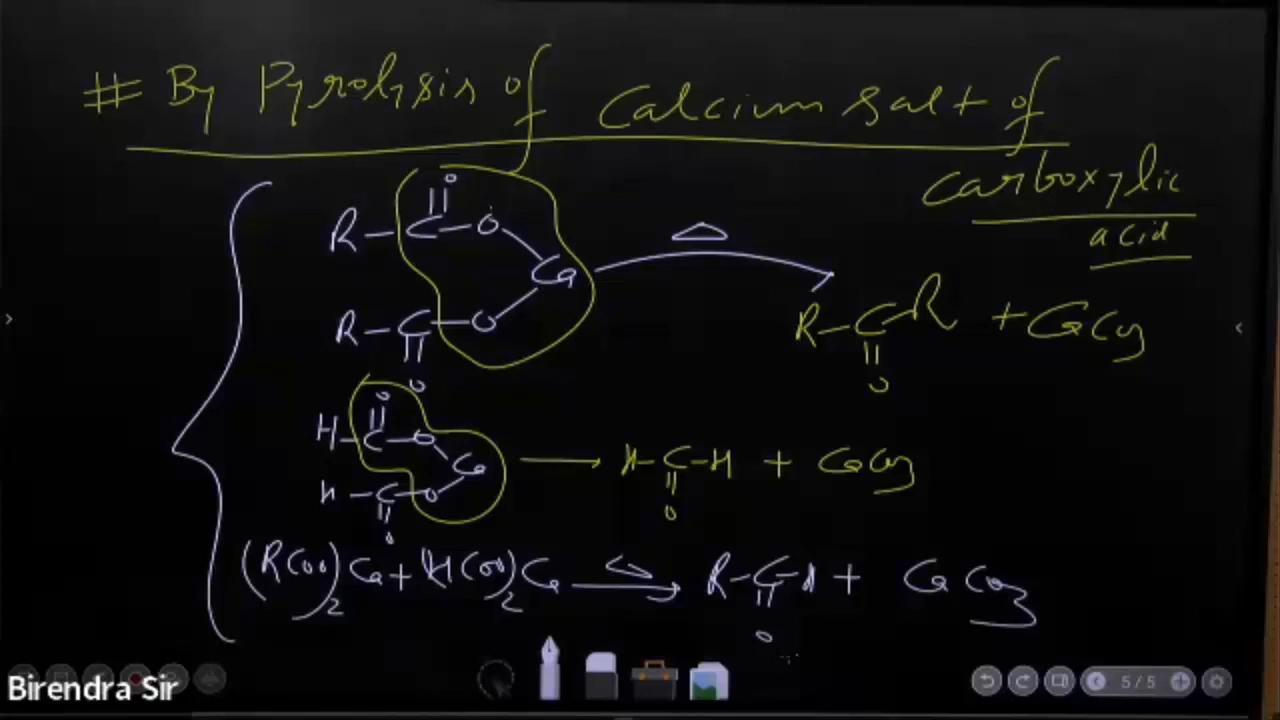 # By Pyrolysis of Calcium salt of
carboxylic
acid
O
||
R-C-O
Ca
△
R-C-O
||
O
R-C-R + CaCO3
||
O
O
||
H-C-O
Ca
H-C-O
||
O
H-C-H + CaCO3
||
O
(RCOO)2Ca + (HCOO)2Ca △ R-C-H + CaCO3
||
O
Birendra Sir
5/5